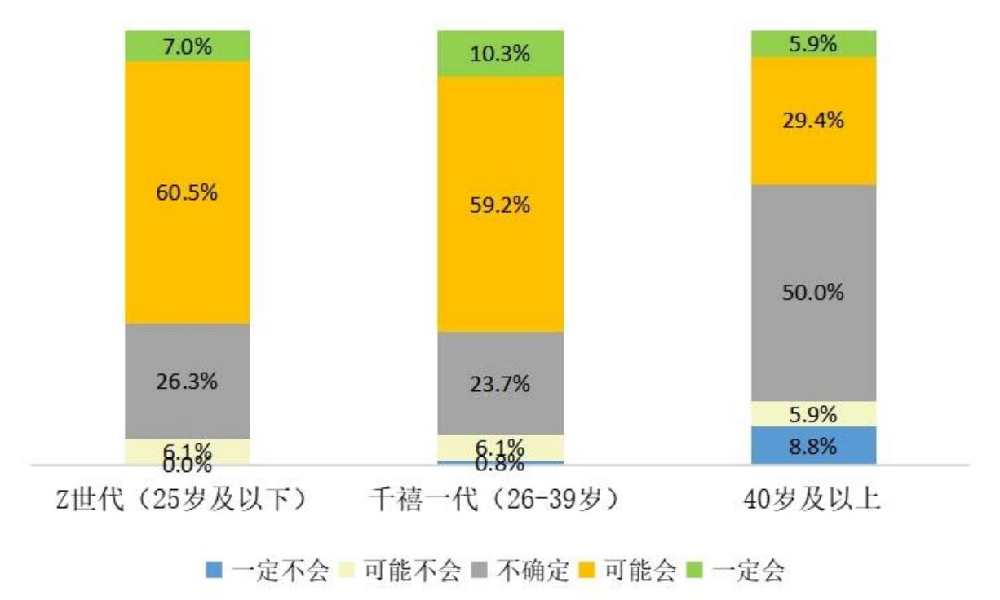 7.0% 10.3% 5.9%
60.5% 59.2% 29.4%
26.3% 23.7% 50.0%
6.1% 6.1% 5.9%
0.0% 0.8% 8.8%
Z世代（25岁及以下） 千禧一代（26-39岁） 40岁及以上
一定不会 可能不会 不确定 可能会 一定会